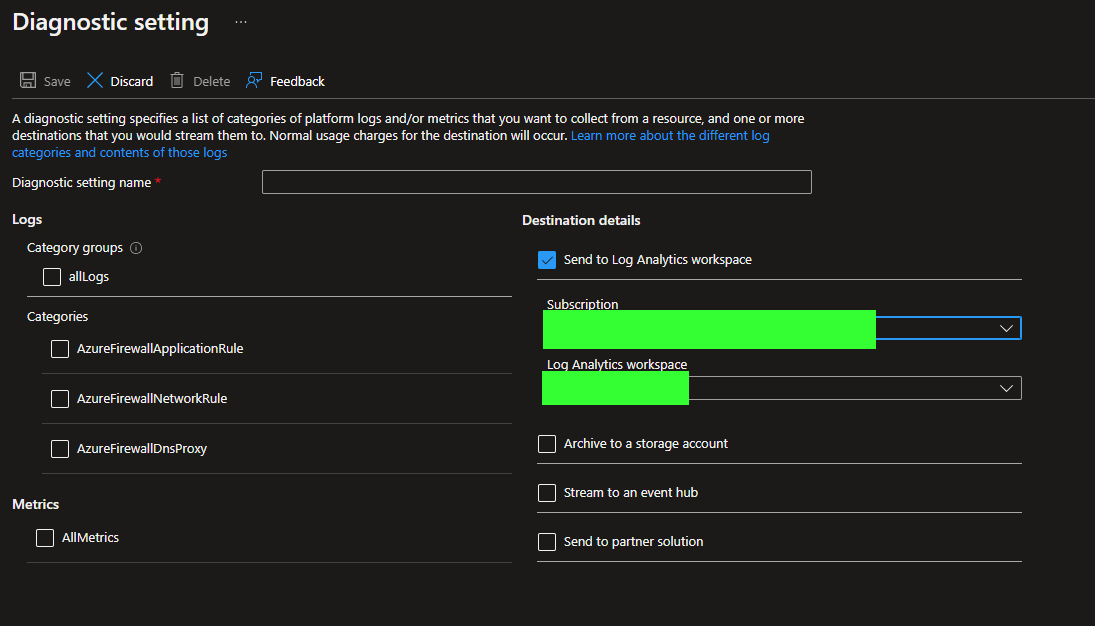 Diagnostic setting ...
Save Discard Delete Feedback
A diagnostic setting specifies a list of categories of platform logs and/or metrics that you want to collect from a resource, and one or more
destinations that you would stream them to. Normal usage charges for the destination will occur. Learn more about the different log
categories and contents of those logs
Diagnostic setting name *
Logs
Category groups
allLogs
Categories
AzureFirewallApplicationRule
AzureFirewallNetworkRule
AzureFirewallDnsProxy
Metrics
AllMetrics
Destination details
Send to Log Analytics workspace
Subscription
Log Analytics workspace
Archive to a storage account
Stream to an event hub
Send to partner solution